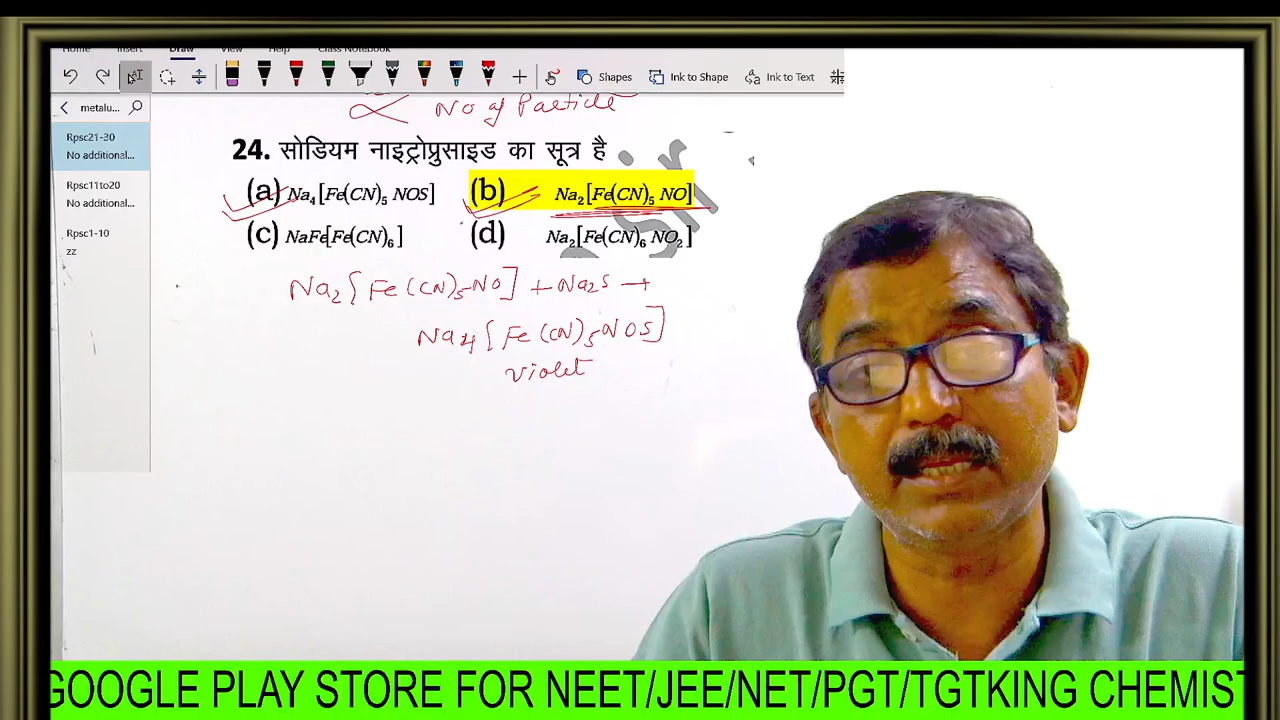 Home Insert Draw View Help Class Notebook
Shapes Ink to Shape Ink to Text
metalu...
Rpsc21-30
No additional...
Rpsc11to20
No additional...
Rpsc1-10
zz
∝ No of Particle
24. सोडियम नाइट्रोप्रुसाइड का सूत्र है
(a) Na₄[Fe(CN)₅ NOS] (b) Na₂[Fe(CN)₅ NO]
(c) NaFe[Fe(CN)₆] (d) Na₂[Fe(CN)₆ NO₂]
Na₂[Fe(CN)₅NO] + Na₂S →
Na₄[Fe(CN)₅NOS]
Violet
Sir
GOOGLE PLAY STORE FOR NEET/JEE/NET/PGT/TGTKING CHEMIST